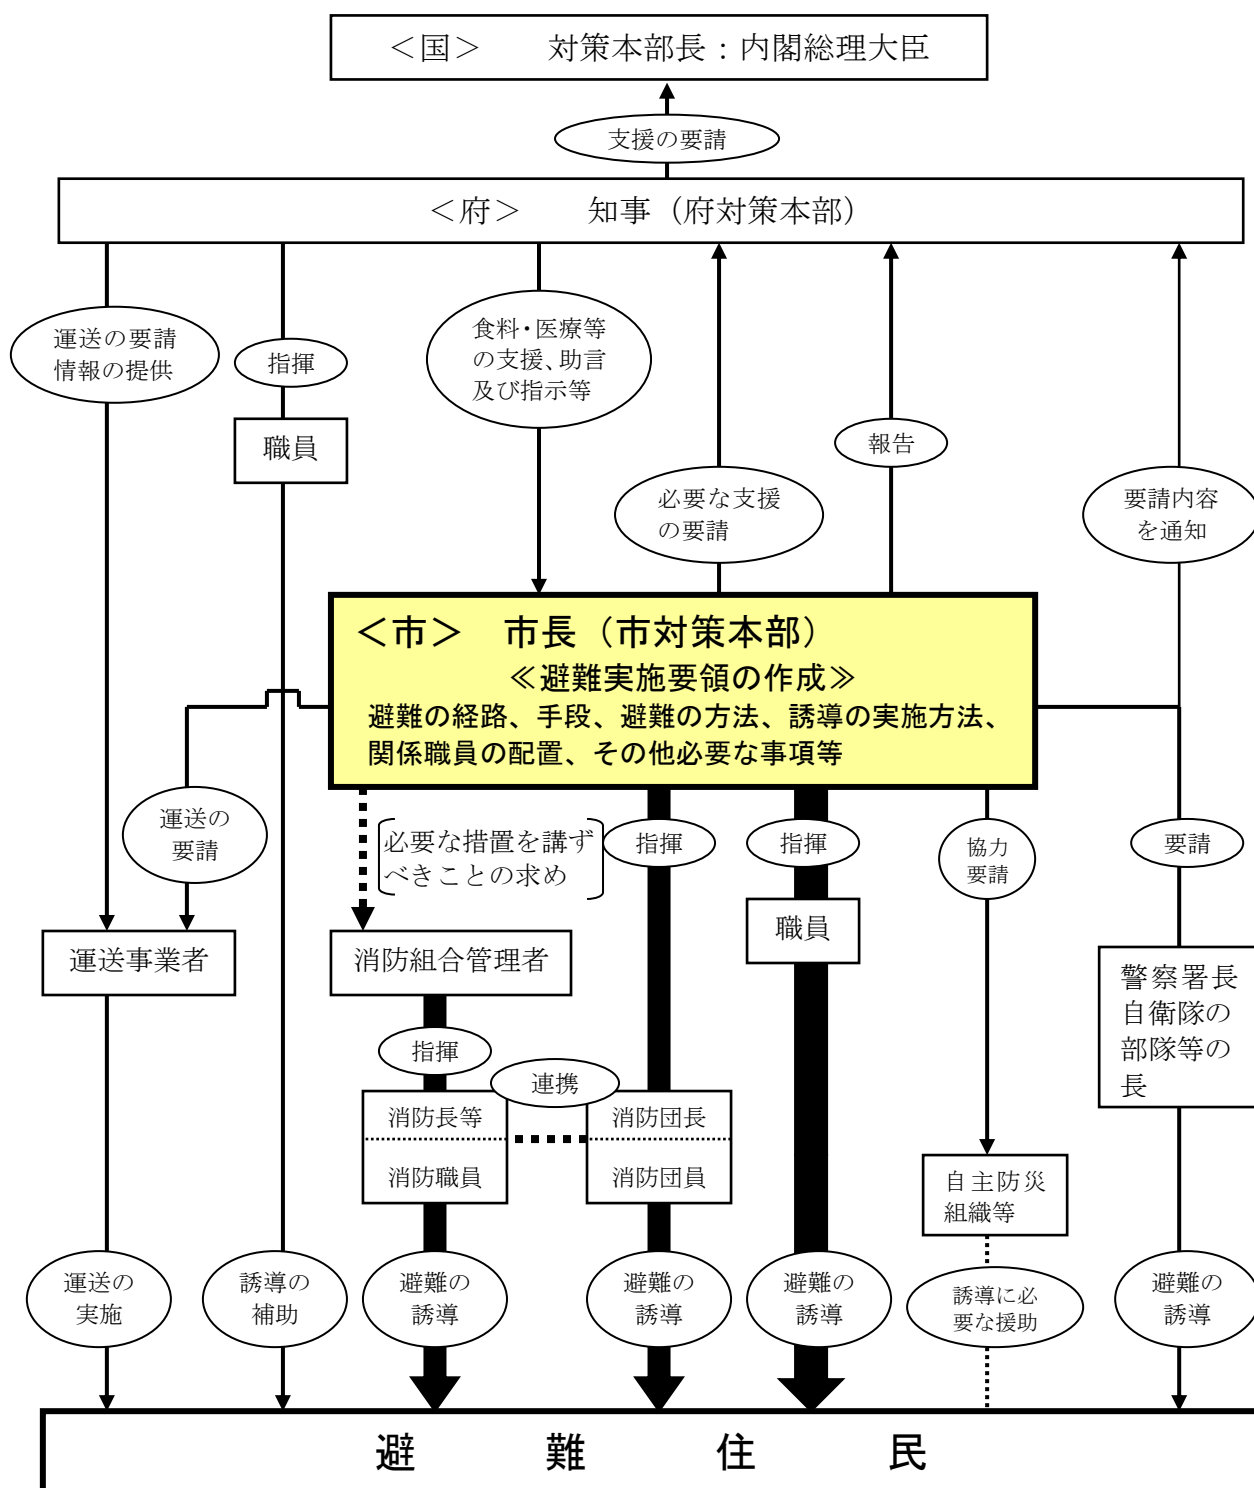 ＜国＞　　対策本部長：内閣総理大臣
支援の要請
＜府＞　　知事（府対策本部）
運送の要請
情報の提供
指揮
食料・医療等
の支援、助言
及び指示等
職員
報告
必要な支援
の要請
要請内容
を通知
＜市＞　市長（市対策本部）
≪避難実施要領の作成≫
避難の経路、手段、避難の方法、誘導の実施方法、
関係職員の配置、その他必要な事項等
運送の
要請
必要な措置を講ず
べきことの求め
指揮
指揮
協力
要請
要請
職員
運送事業者
消防組合管理者
警察署長
自衛隊の
部隊等の
長
指揮
連携
消防長等
消防職員
消防団長
消防団員
自主防災
組織等
運送の
実施
誘導の
補助
避難の
誘導
避難の
誘導
避難の
誘導
誘導に必
要な援助
避難の
誘導
避　難　住　民